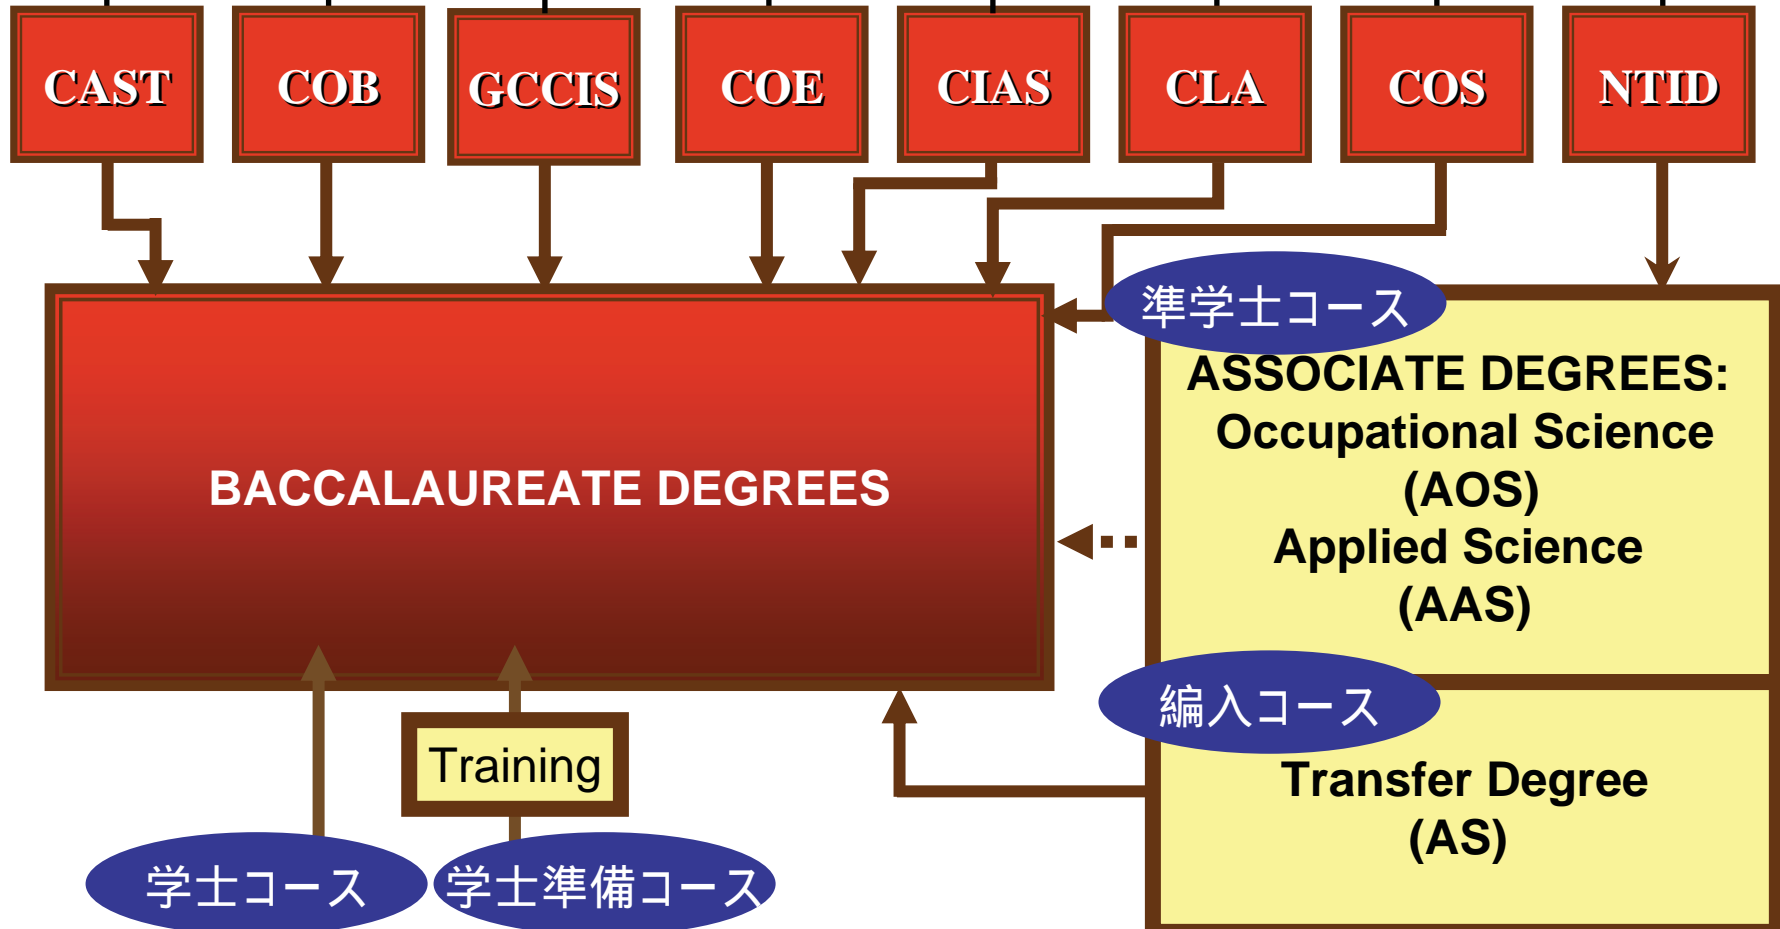 CAST
COB
GCCIS
COE
CIAS
CLA
COS
NTID
準学士コース
ASSOCIATE DEGREES:
Occupational Science
(AOS)
Applied Science
(AAS)
BACCALAUREATE DEGREES
編入コース
Transfer Degree
(AS)
Training
学士コース
学士準備コース